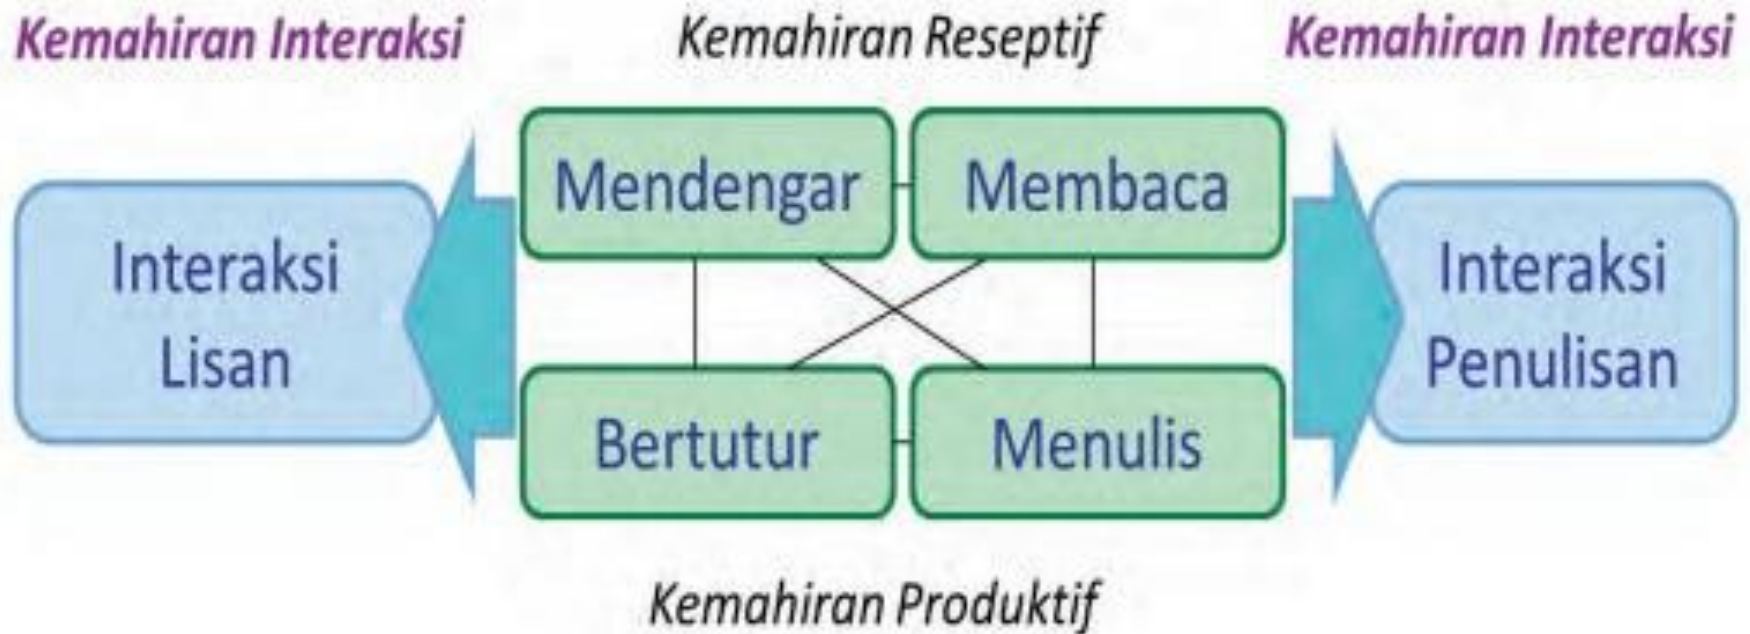 Kemahiran Interaksi
Kemahiran Reseptif
Kemahiran Interaksi
Mendengar
Membaca
Interaksi
Lisan
Interaksi
Penulisan
Bertutur
Menulis
Kemahiran Produktif